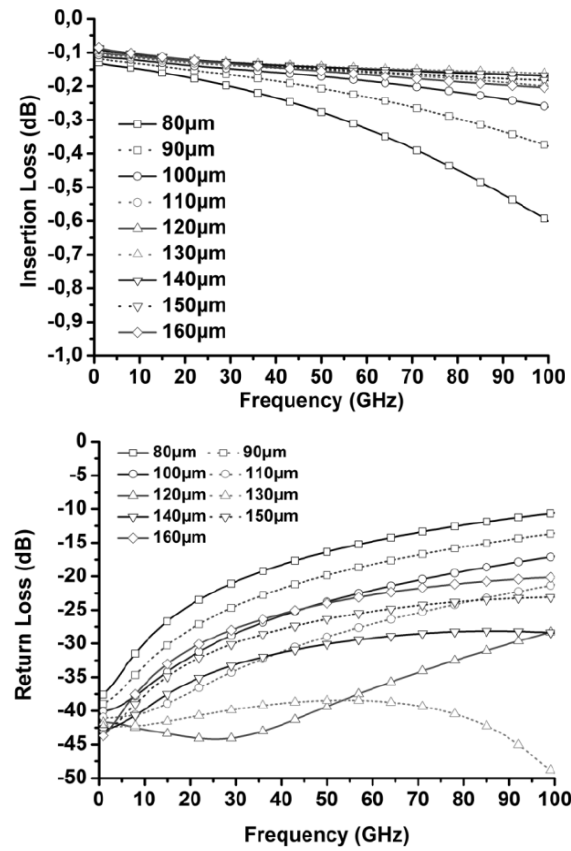 0,0
-0,1
-0,2
-0,3
-0,4
-0,5
-0,6
-0,7
-0,8
-0,9
-1,0
Insertion Loss (dB)
80µm
90µm
100µm
110µm
120µm
130µm
140µm
150µm
160µm
0 10 20 30 40 50 60 70 80 90 100
Frequency (GHz)
0
-5
-10
-15
-20
-25
-30
-35
-40
-45
-50
Return Loss (dB)
80µm 90µm
100µm 110µm
120µm 130µm
140µm 150µm
160µm
0 10 20 30 40 50 60 70 80 90 100
Frequency (GHz)